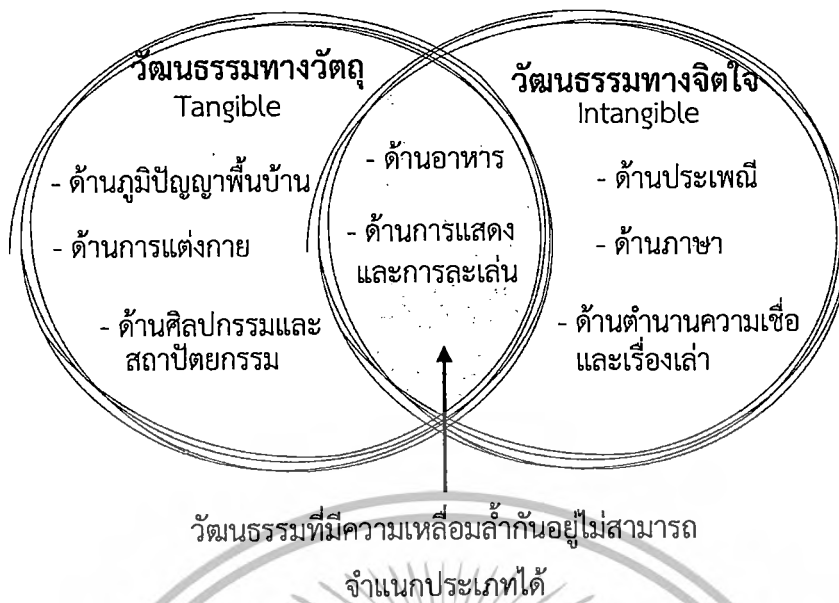 วัฒนธรรมทางวัตถุ
Tangible
- ด้านภูมิปัญญาพื้นบ้าน
- ด้านการแต่งกาย
- ด้านศิลปกรรมและ
สถาปัตยกรรม
- ด้านอาหาร
- ด้านการแสดง
และการละเล่น
วัฒนธรรมทางจิตใจ
Intangible
- ด้านประเพณี
- ด้านภาษา
- ด้านตำนานความเชื่อ
และเรื่องเล่า
วัฒนธรรมที่มีความเหลื่อมล้ำกันอยู่ไม่สามารถ
จำแนกประเภทได้